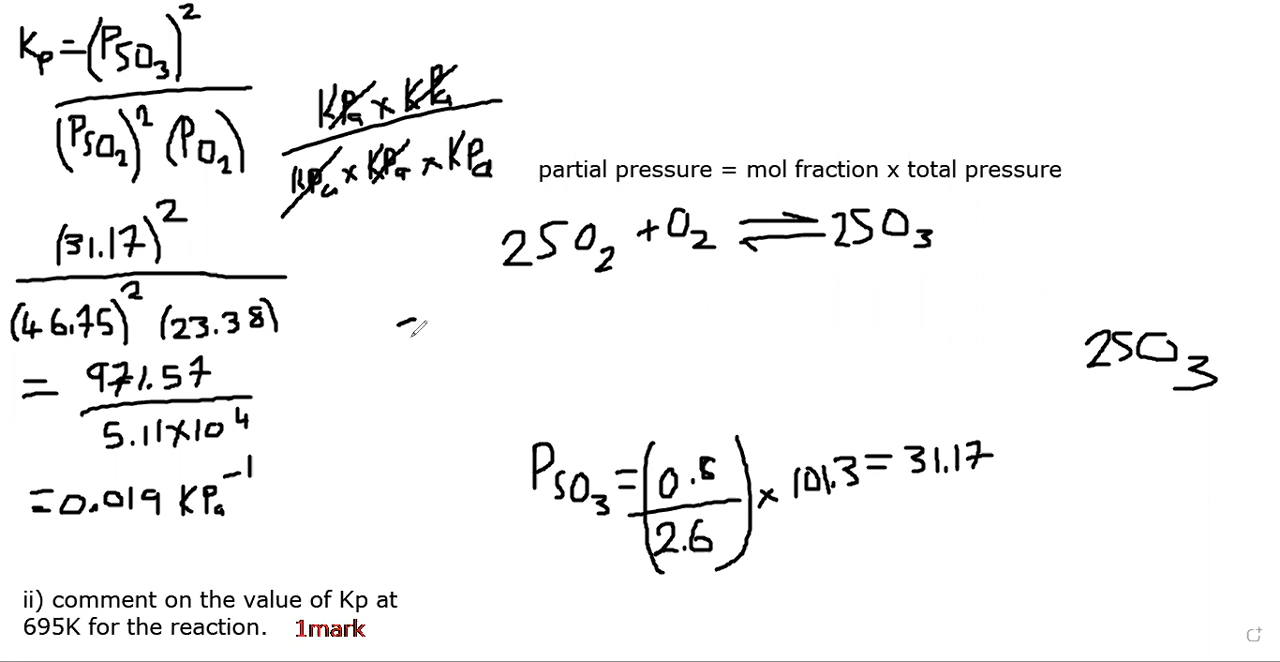 Kp = (PSO3)²
(PSO2)² (PO2)
KPa × KPa
KPa × KPa × KPa
partial pressure = mol fraction x total pressure
2SO2 + O2 ⇌ 2SO3
(31.17)²
(46.75)² (23.38)
= 971.57
5.11×10⁴
= 0.019 KPa⁻¹
2SO3
PSO3 = (0.8
2.6) × 101.3 = 31.17
ii) comment on the value of Kp at
695K for the reaction. 1mark